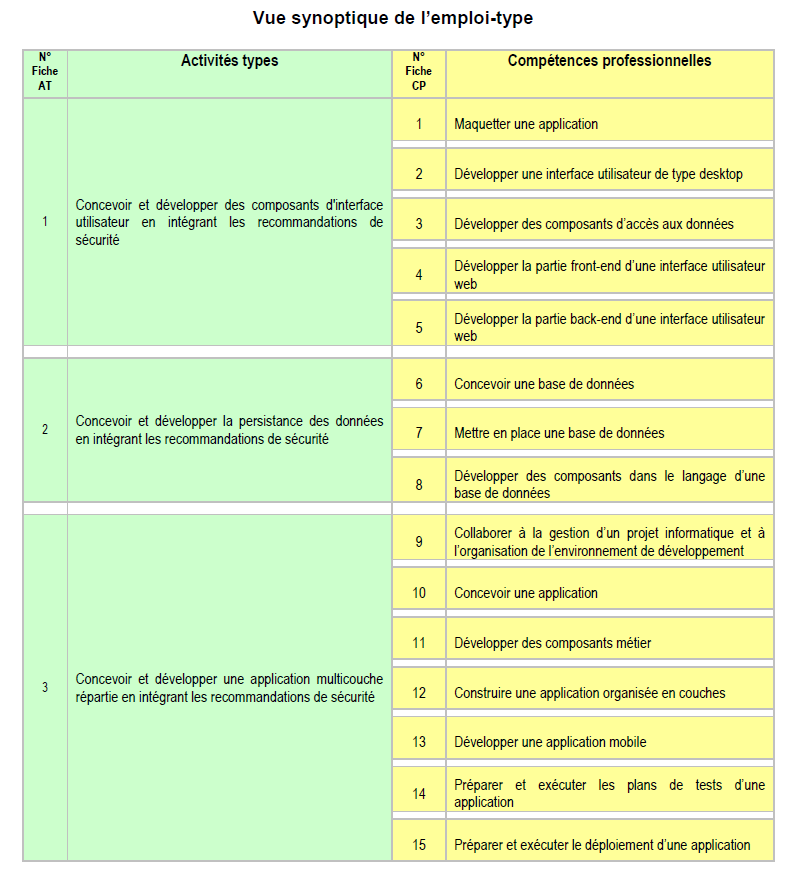 Vue synoptique de l’emploi-type
N°
Fiche
AT
Activités types
N°
Fiche
CP
Compétences professionnelles
1
Concevoir et développer des composants d'interface
utilisateur en intégrant les recommandations de
sécurité
1
Maquetter une application
2
Développer une interface utilisateur de type desktop
3
Développer des composants d’accès aux données
4
Développer la partie front-end d’une interface utilisateur
web
5
Développer la partie back-end d’une interface utilisateur
web
2
Concevoir et développer la persistance des données
en intégrant les recommandations de sécurité
6
Concevoir une base de données
7
Mettre en place une base de données
8
Développer des composants dans le langage d’une
base de données
3
Concevoir et développer une application multicouche
répartie en intégrant les recommandations de sécurité
9
Collaborer à la gestion d’un projet informatique et à
l’organisation de l’environnement de développement
10
Concevoir une application
11
Développer des composants métier
12
Construire une application organisée en couches
13
Développer une application mobile
14
Préparer et exécuter les plans de tests d’une
application
15
Préparer et exécuter le déploiement d’une application